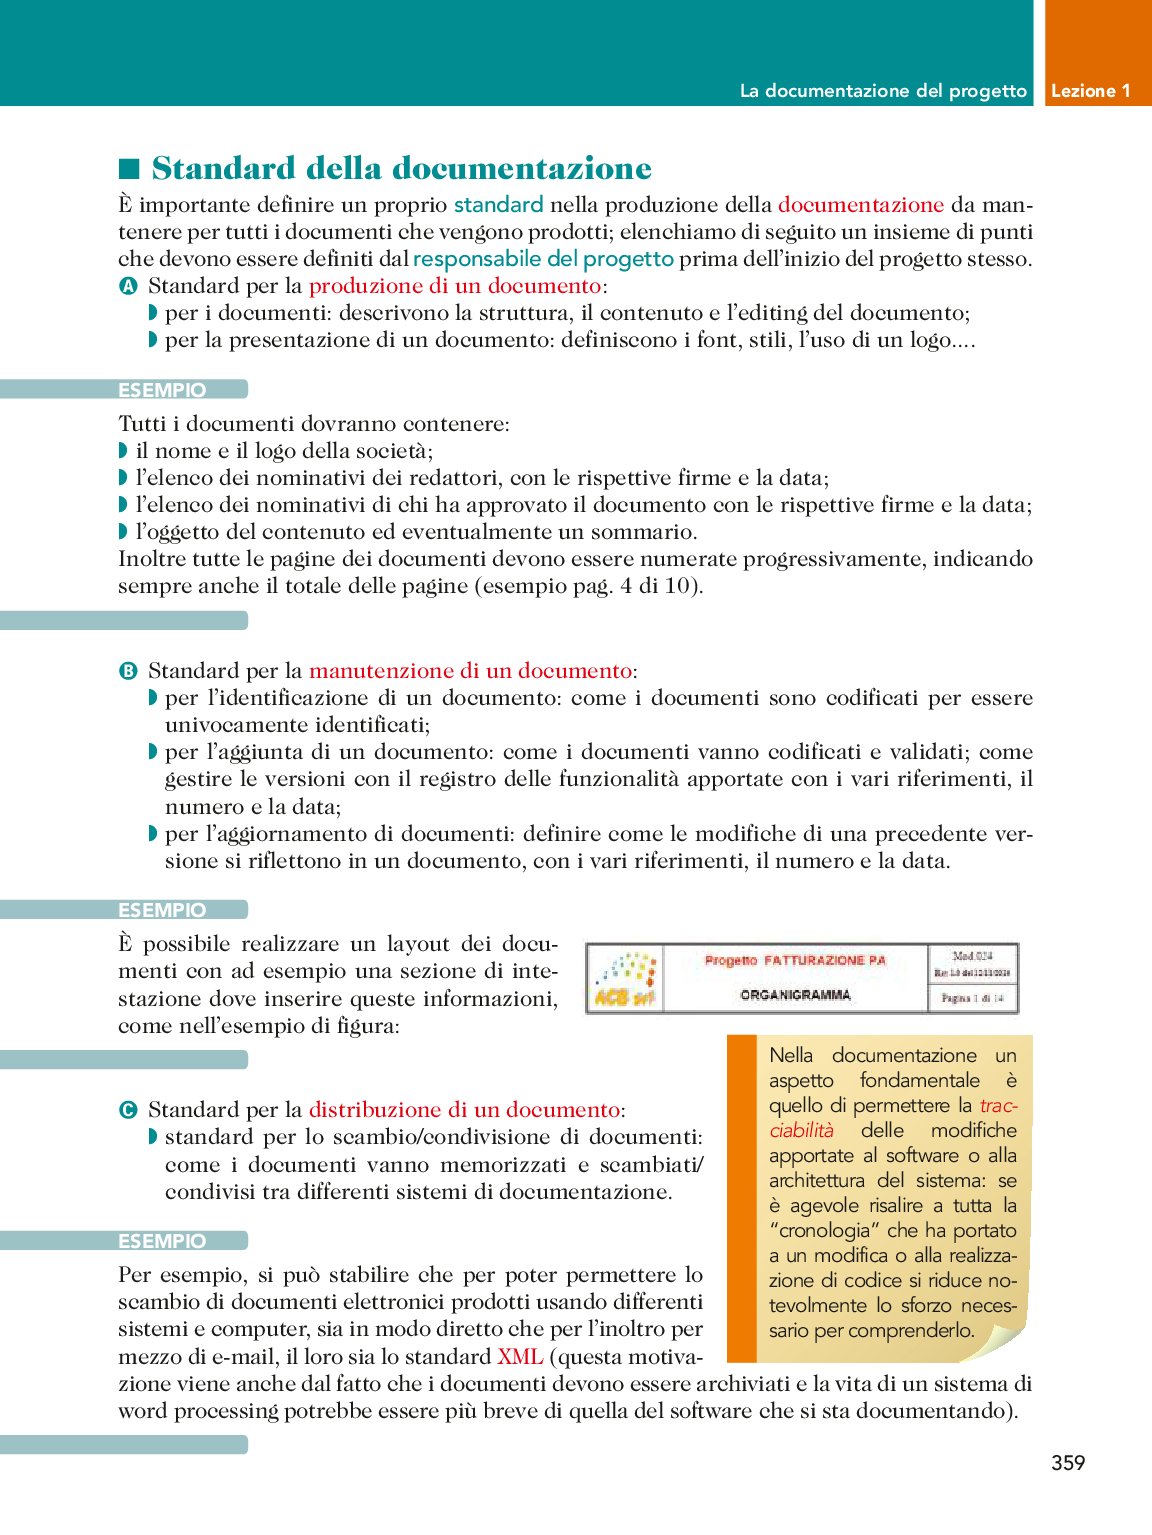 La documentazione del progetto Lezione 1
Standard della documentazione
È importante definire un proprio standard nella produzione della documentazione da man-
tenere per tutti i documenti che vengono prodotti; elenchiamo di seguito un insieme di punti
che devono essere definiti dal responsabile del progetto prima dell'inizio del progetto stesso.
A Standard per la produzione di un documento:
per i documenti: descrivono la struttura, il contenuto e l'editing del documento;
per la presentazione di un documento: definiscono i font, stili, l'uso di un logo....
ESEMPIO
Tutti i documenti dovranno contenere:
il nome e il logo della società;
l'elenco dei nominativi dei redattori, con le rispettive firme e la data;
l'elenco dei nominativi di chi ha approvato il documento con le rispettive firme e la data;
l'oggetto del contenuto ed eventualmente un sommario.
Inoltre tutte le pagine dei documenti devono essere numerate progressivamente, indicando
sempre anche il totale delle pagine (esempio pag. 4 di 10).
B Standard per la manutenzione di un documento:
per l'identificazione di un documento: come i documenti sono codificati per essere
univocamente identificati;
per l'aggiunta di un documento: come i documenti vanno codificati e validati; come
gestire le versioni con il registro delle funzionalità apportate con i vari riferimenti, il
numero e la data;
per l'aggiornamento di documenti: definire come le modifiche di una precedente ver-
sione si riflettono in un documento, con i vari riferimenti, il numero e la data.
ESEMPIO
È possibile realizzare un layout dei docu-
menti con ad esempio una sezione di inte-
stazione dove inserire queste informazioni,
come nell'esempio di figura:
ACB srl
Progetto FATTURAZIONE PA
ORGANIGRAMMA
Mod.024
Pagina 1 di 14
C Standard per la distribuzione di un documento:
standard per lo scambio/condivisione di documenti:
come i documenti vanno memorizzati e scambiati/
condivisi tra differenti sistemi di documentazione.
Nella documentazione un
aspetto fondamentale è
quello di permettere la trac-
ciabilità delle modifiche
apportate al software o alla
architettura del sistema: se
è agevole risalire a tutta la
“cronologia” che ha portato
a un modifica o alla realizza-
zione di codice si riduce no-
tevolmente lo sforzo neces-
sario per comprenderlo.
ESEMPIO
Per esempio, si può stabilire che per poter permettere lo
scambio di documenti elettronici prodotti usando differenti
sistemi e computer, sia in modo diretto che per l'inoltro per
mezzo di e-mail, il loro sia lo standard XML (questa motiva-
zione viene anche dal fatto che i documenti devono essere archiviati e la vita di un sistema di
word processing potrebbe essere più breve di quella del software che si sta documentando).
359